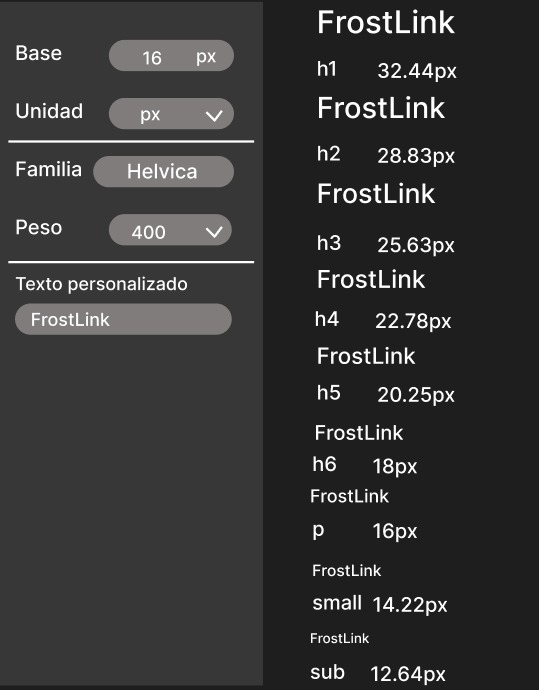 Base 16 px
Unidad px
Familia Helvica
Peso 400
Texto personalizado
FrostLink
FrostLink
h1 32.44px
FrostLink
h2 28.83px
FrostLink
h3 25.63px
FrostLink
h4 22.78px
FrostLink
h5 20.25px
FrostLink
h6 18px
FrostLink
p 16px
FrostLink
small 14.22px
FrostLink
sub 12.64px